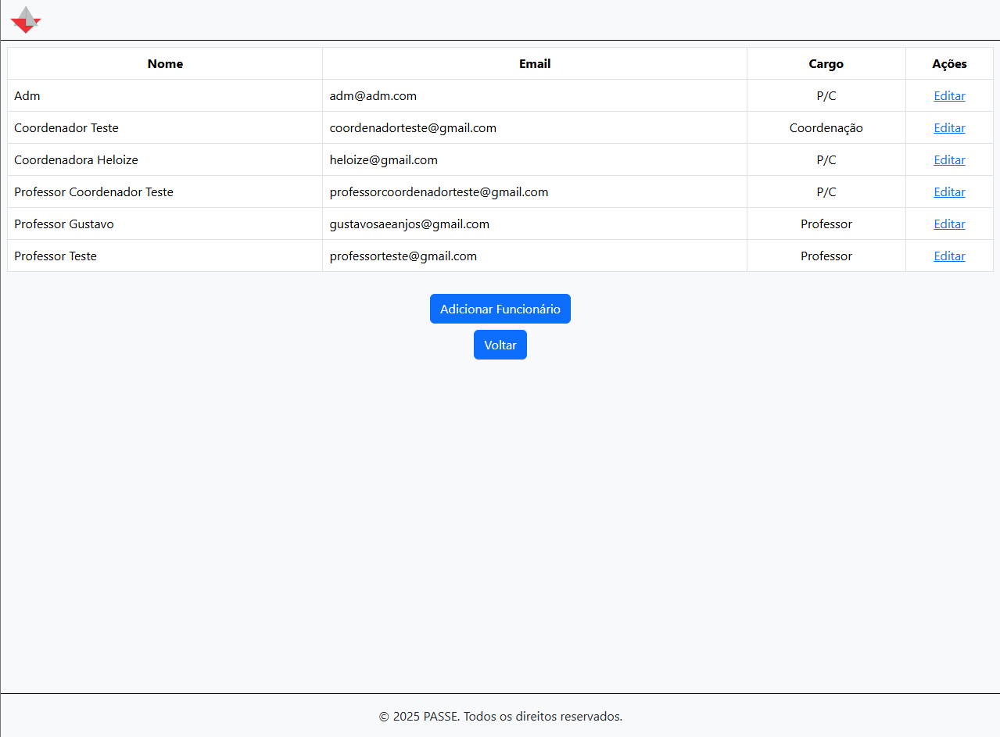 Nome Email Cargo Ações
Adm adm@adm.com P/C Editar
Coordenador Teste coordenadorteste@gmail.com Coordenação Editar
Coordenadora Heloize heloize@gmail.com P/C Editar
Professor Coordenador Teste professorcoordenadorteste@gmail.com P/C Editar
Professor Gustavo gustavosaeanjos@gmail.com Professor Editar
Professor Teste professorteste@gmail.com Professor Editar
Adicionar Funcionário
Voltar
© 2025 PASSE. Todos os direitos reservados.